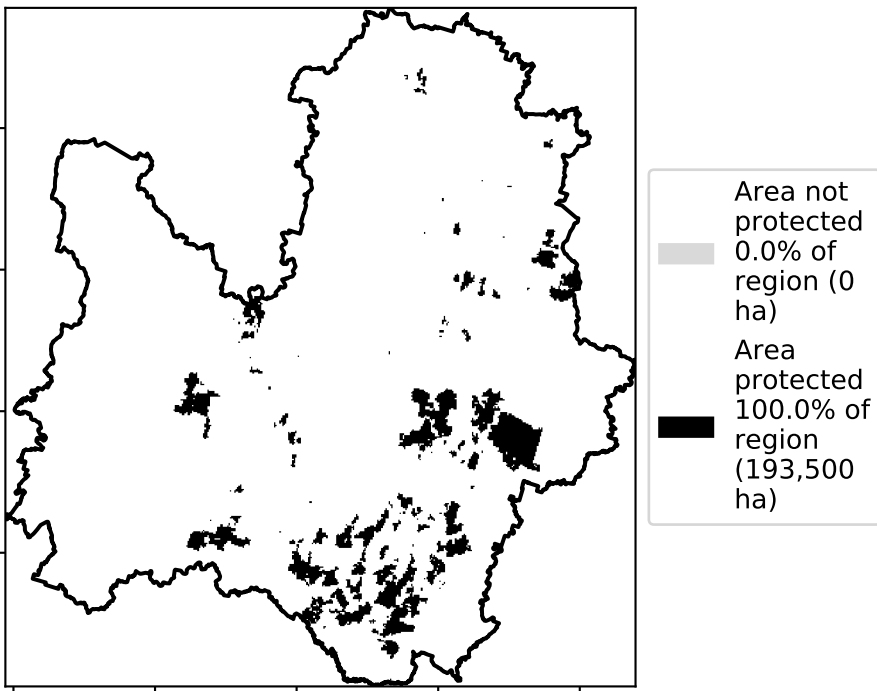 Area not
protected
0.0% of
region (0
ha)
Area
protected
100.0% of
region
(193,500
ha)